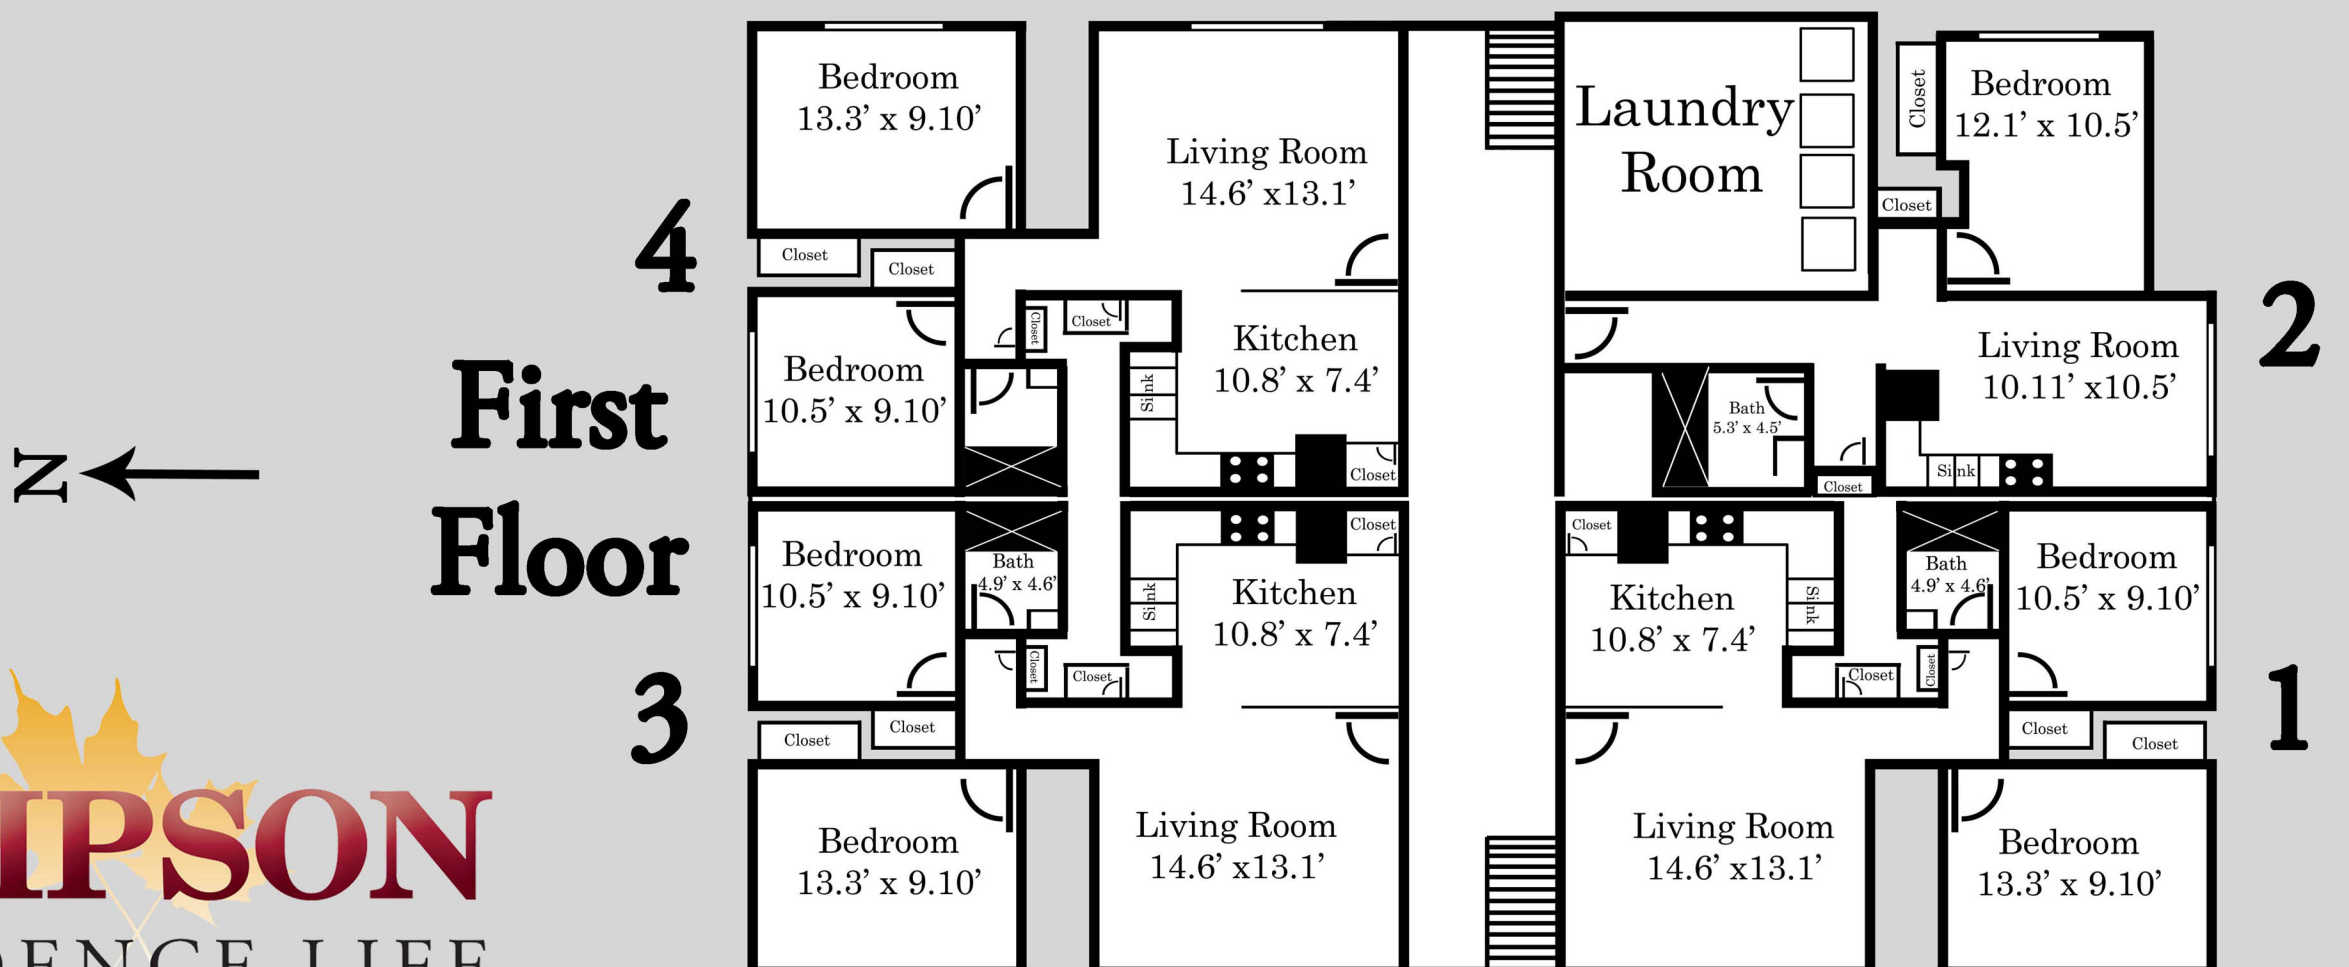 Bedroom
13.3’ x 9.10’
Living Room
14.6’ x13.1’
Laundry
Room
Closet
Bedroom
12.1’ x 10.5’
Closet
4
Closet
Closet
Closet
Closet
Bedroom
10.5’ x 9.10’
Kitchen
10.8’ x 7.4’
Sink
Closet
Bath
5.3’ x 4.5’
Living Room
10.11’ x10.5’
Sink
Closet
2
First
Floor
N
Bedroom
10.5’ x 9.10’
Bath
4.9’ x 4.6’
Closet
Sink
Kitchen
10.8’ x 7.4’
Closet
Closet
Closet
Kitchen
10.8’ x 7.4’
Sink
Closet
Closet
Bath
4.9’ x 4.6’
Bedroom
10.5’ x 9.10’
3
1
Closet
Closet
Closet
Closet
Bedroom
13.3’ x 9.10’
Living Room
14.6’ x13.1’
Living Room
14.6’ x13.1’
Bedroom
13.3’ x 9.10’
IPSON
DENCE LIFE